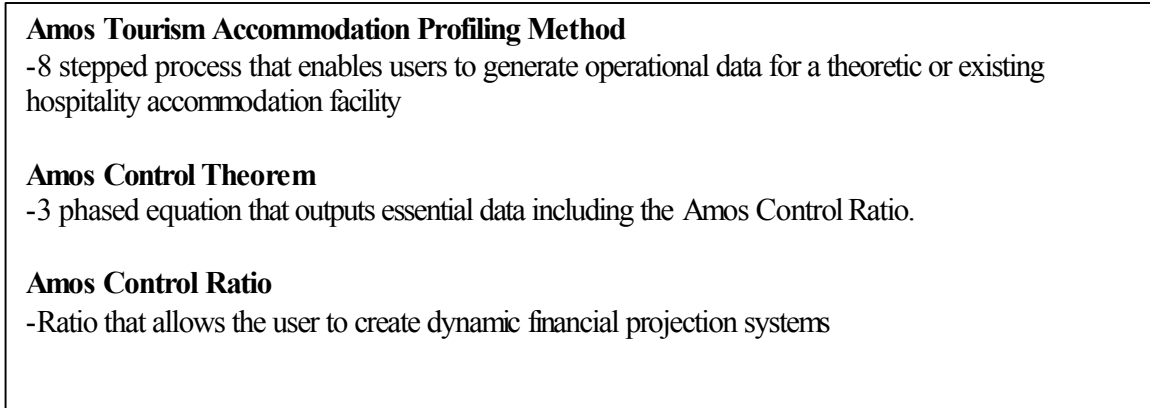 Amos Tourism Accommodation Profiling Method
-8 stepped process that enables users to generate operational data for a theoretic or existing
hospitality accommodation facility
Amos Control Theorem
-3 phased equation that outputs essential data including the Amos Control Ratio.
Amos Control Ratio
-Ratio that allows the user to create dynamic financial projection systems